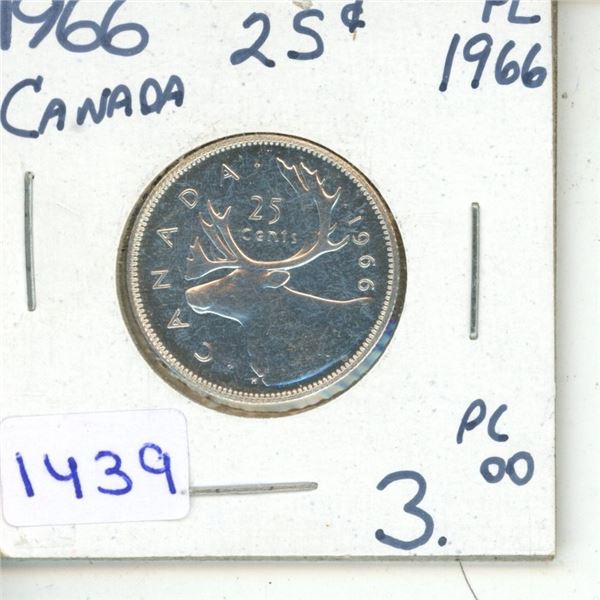 1966 25¢ PL
CANADA 1966
CANADA
25
cents
1966
PL
00
1439
3.